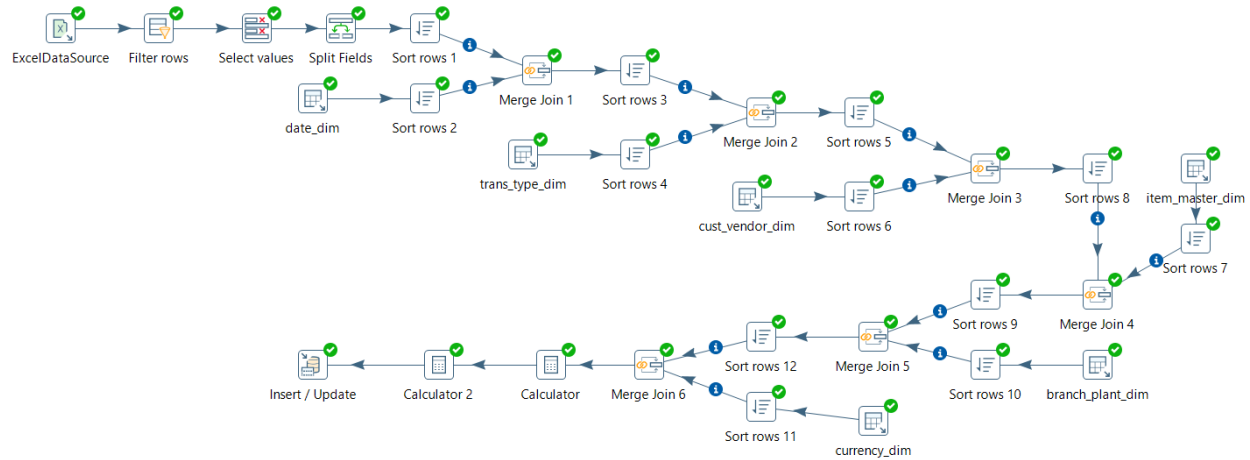 ExcelDataSource
Filter rows
Select values
Split Fields
Sort rows 1
date_dim
Sort rows 2
Merge Join 1
Sort rows 3
trans_type_dim
Sort rows 4
Merge Join 2
Sort rows 5
cust_vendor_dim
Sort rows 6
Merge Join 3
Sort rows 8
item_master_dim
Sort rows 7
Merge Join 4
Sort rows 9
Sort rows 10
branch_plant_dim
Merge Join 5
Sort rows 12
Sort rows 11
currency_dim
Merge Join 6
Calculator
Calculator 2
Insert / Update